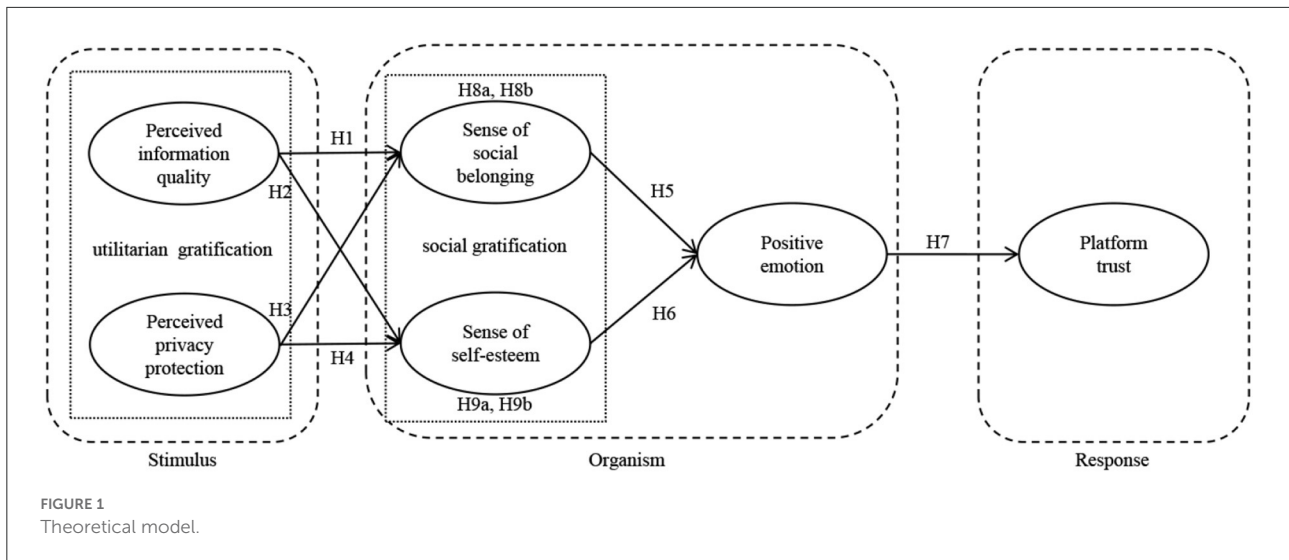 H8a, H8b
Perceived
information
quality
H1
Sense of
social
belonging
H2
H5
utilitarian gratification
social gratification
Positive
emotion
H7
Platform
trust
H3
H6
Perceived
privacy
protection
H4
Sense of
self-esteem
H9a, H9b
Stimulus
Organism
Response
FIGURE 1
Theoretical model.